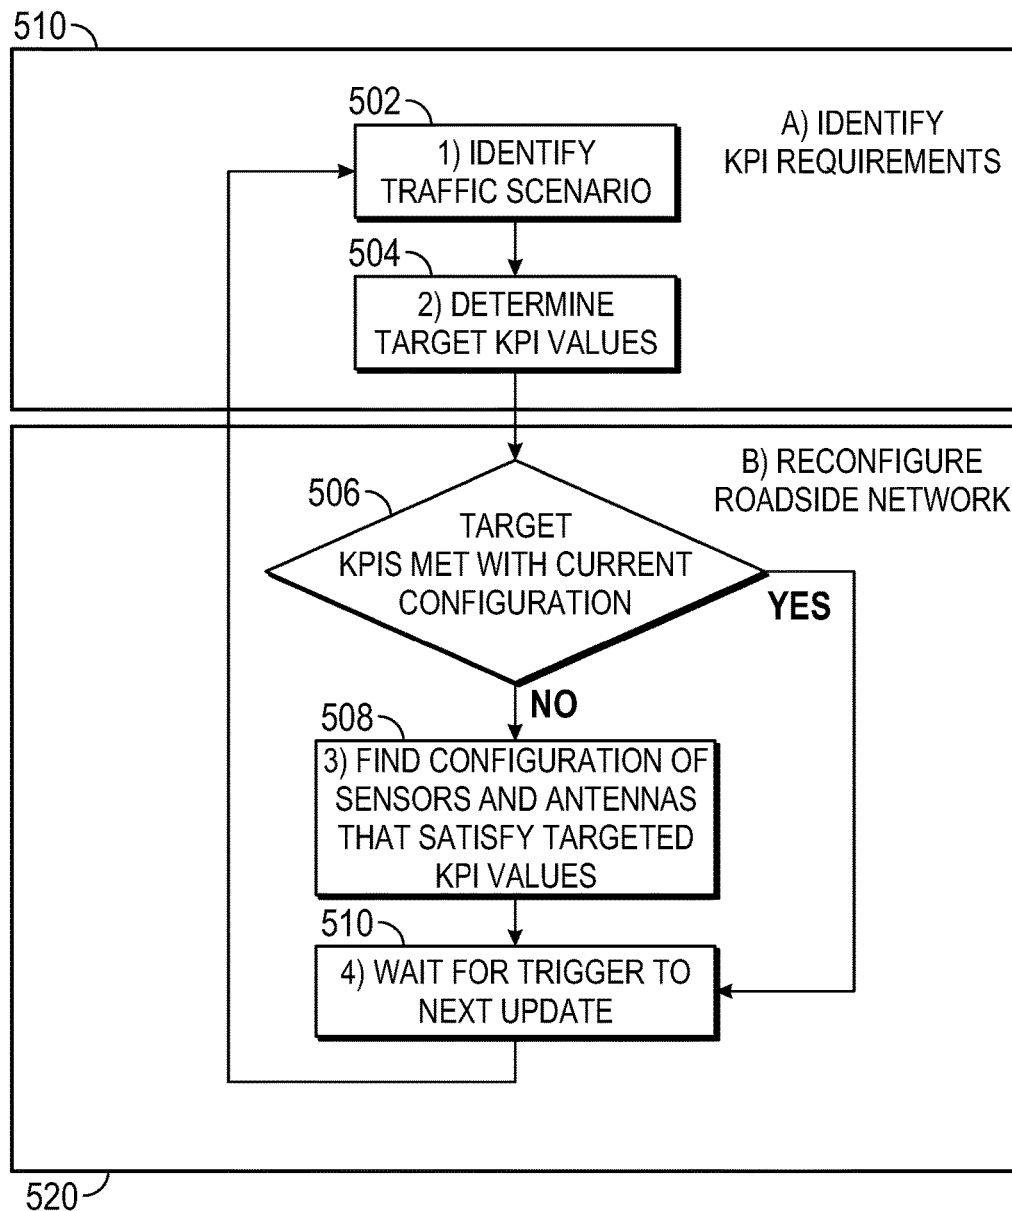 510
502
1) IDENTIFY
TRAFFIC SCENARIO
A) IDENTIFY
KPI REQUIREMENTS
504
2) DETERMINE
TARGET KPI VALUES
B) RECONFIGURE
ROADSIDE NETWORK
506
TARGET
KPIS MET WITH CURRENT
CONFIGURATION
YES
NO
508
3) FIND CONFIGURATION OF
SENSORS AND ANTENNAS
THAT SATISFY TARGETED
KPI VALUES
510
4) WAIT FOR TRIGGER TO
NEXT UPDATE
520